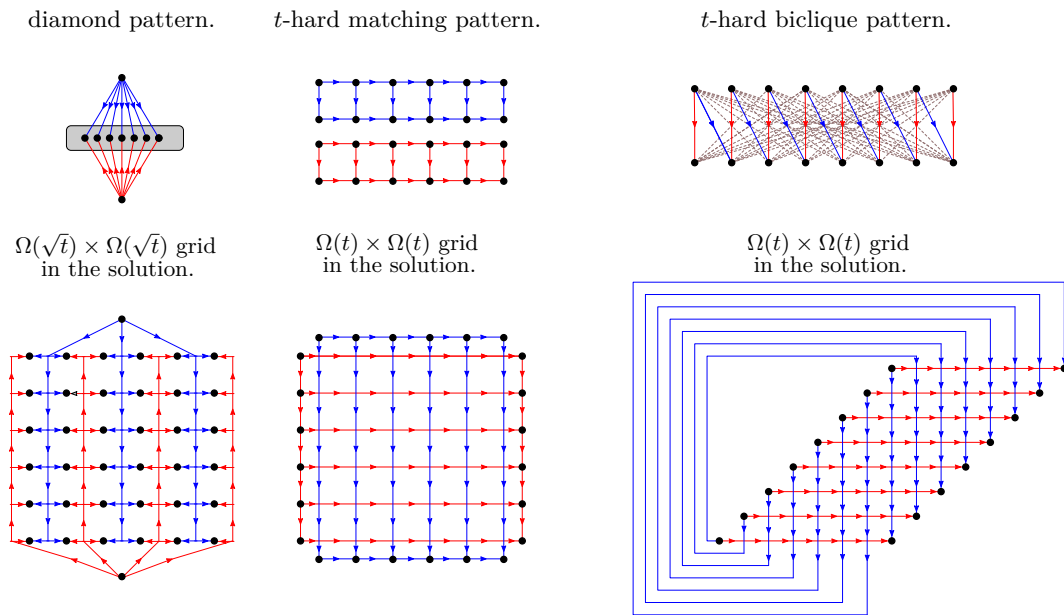 diamond pattern.
t-hard matching pattern.
t-hard biclique pattern.
Ω(√t) × Ω(√t) grid
in the solution.
Ω(t) × Ω(t) grid
in the solution.
Ω(t) × Ω(t) grid
in the solution.